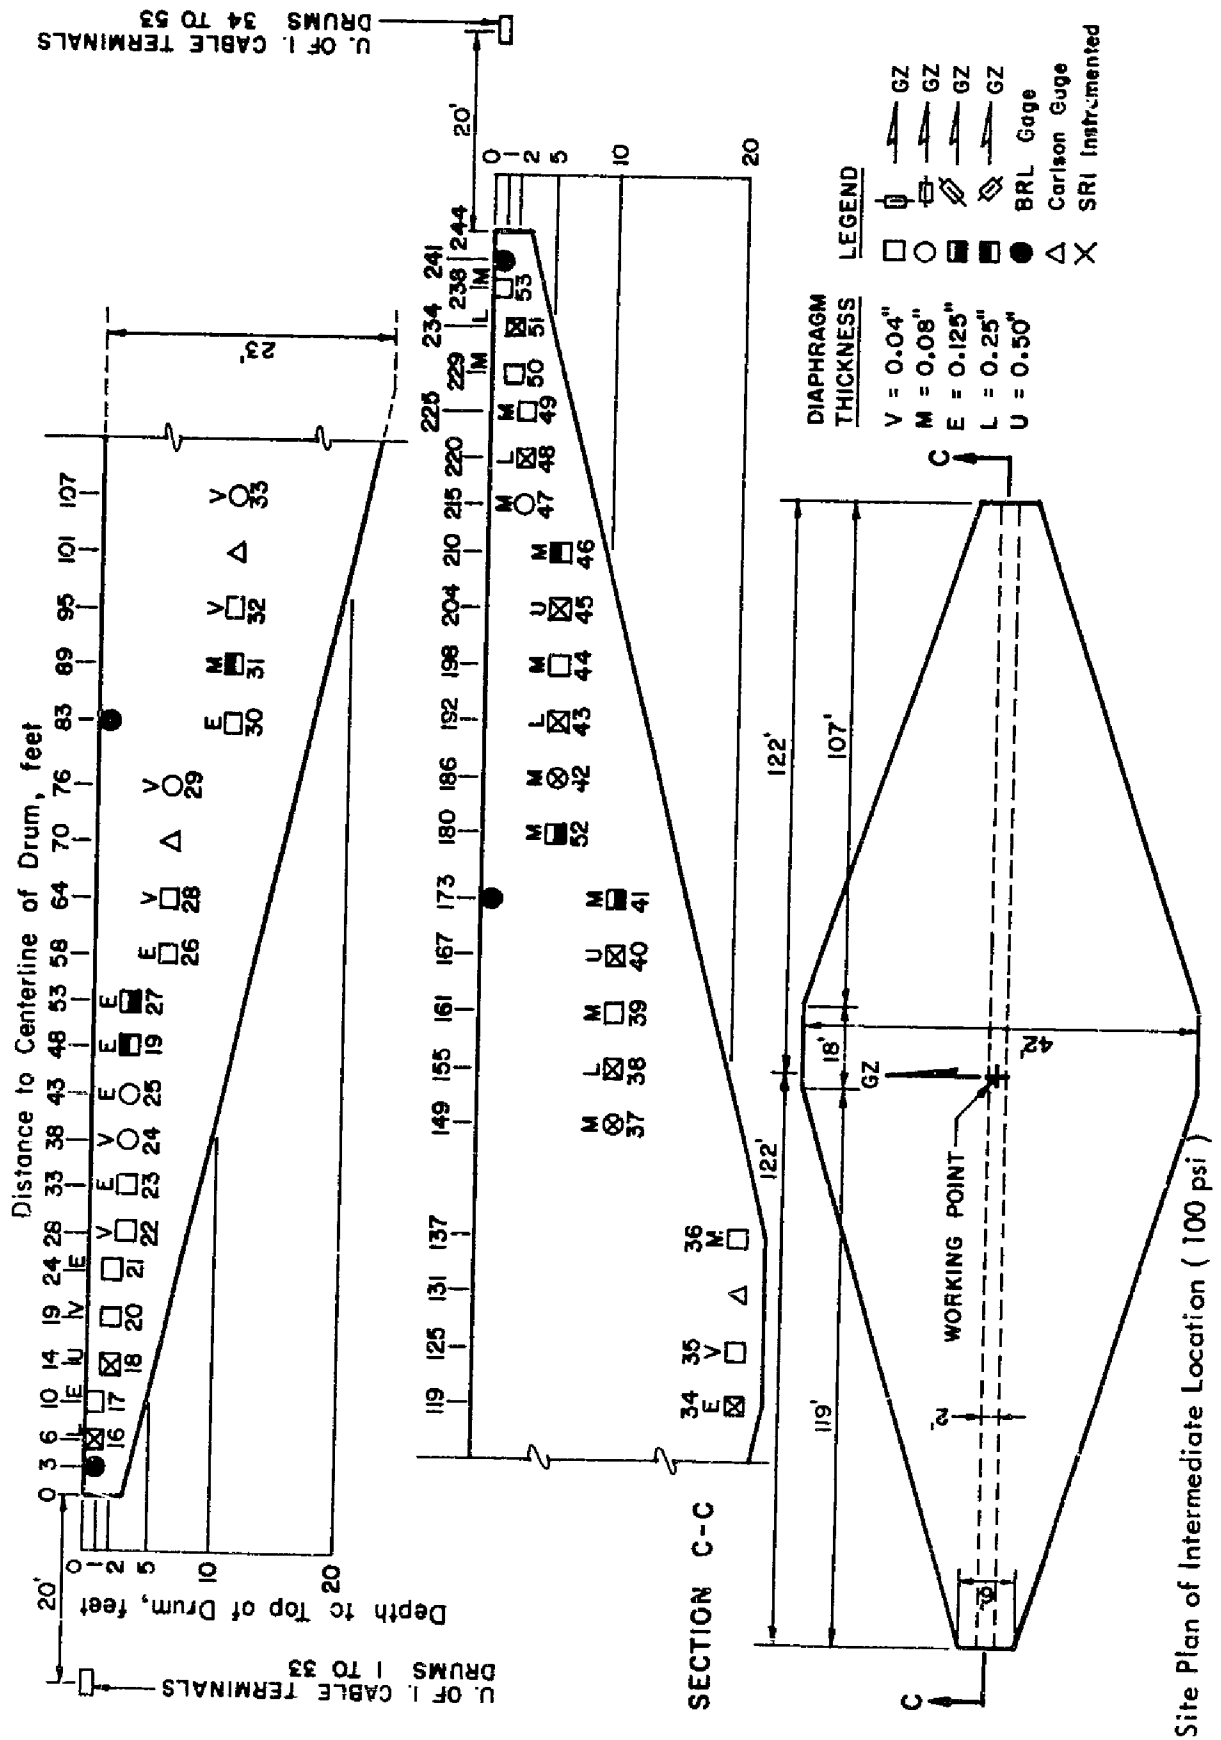 U. OF I. CABLE TERMINALS
DRUMS 1 TO 33
20'
Depth to Top of Drum, feet
0 1 2 5 10 20
Distance to Centerline of Drum, feet
0 3 6 10 14 19 24 28 33 38 43 48 53 58 64 70 76 83 89 95 101 107
L E U V E V E V E E E E V V E M V V
16 17 18 20 21 22 23 24 25 19 27 26 28 29 30 31 32 33
23'
U. OF I. CABLE TERMINALS
DRUMS 34 TO 53
20'
119 125 131 137 149 155 161 167 173 180 186 192 198 204 210 215 220 225 229 234 238 241 244
34 35 36
E V M
M L M U M M M L M U M M L M M L M
37 38 39 40 41 52 42 43 44 45 46 47 48 49 50 51 53
0 1 2 5 10 20
SECTION C-C
122' 122'
119' 18' 107'
GZ
WORKING POINT
42'
2'
6'
C C
DIAPHRAGM
THICKNESS
V = 0.04"
M = 0.08"
E = 0.125"
L = 0.25"
U = 0.50"
LEGEND
GZ
GZ
GZ
GZ
BRL Gage
Carlson Gage
SRI Instrumented
Site Plan of Intermediate Location (100 psi)